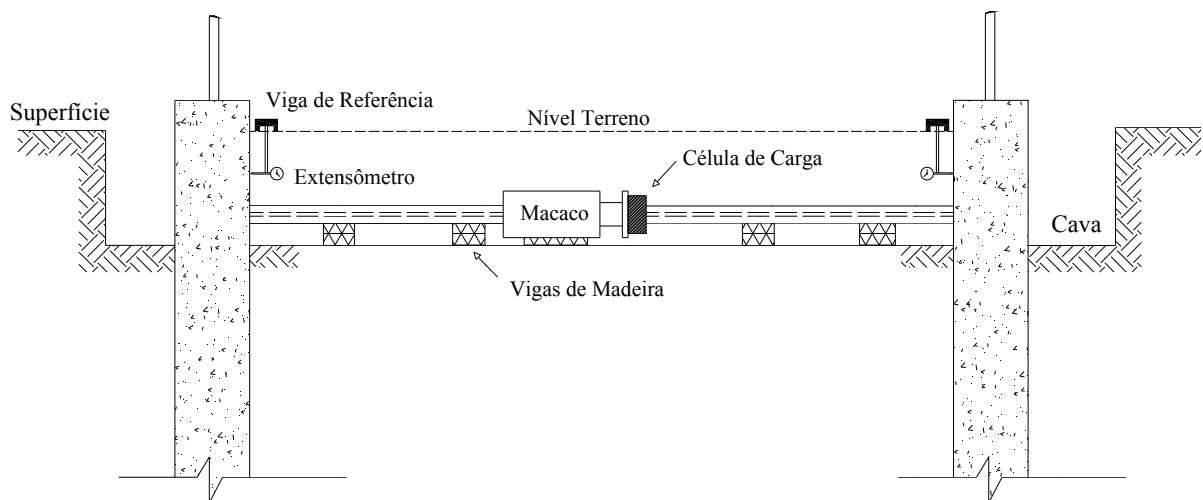 Viga de Referência
Superfície
Nível Terreno
Célula de Carga
Extensômetro
Macaco
Cava
Vigas de Madeira